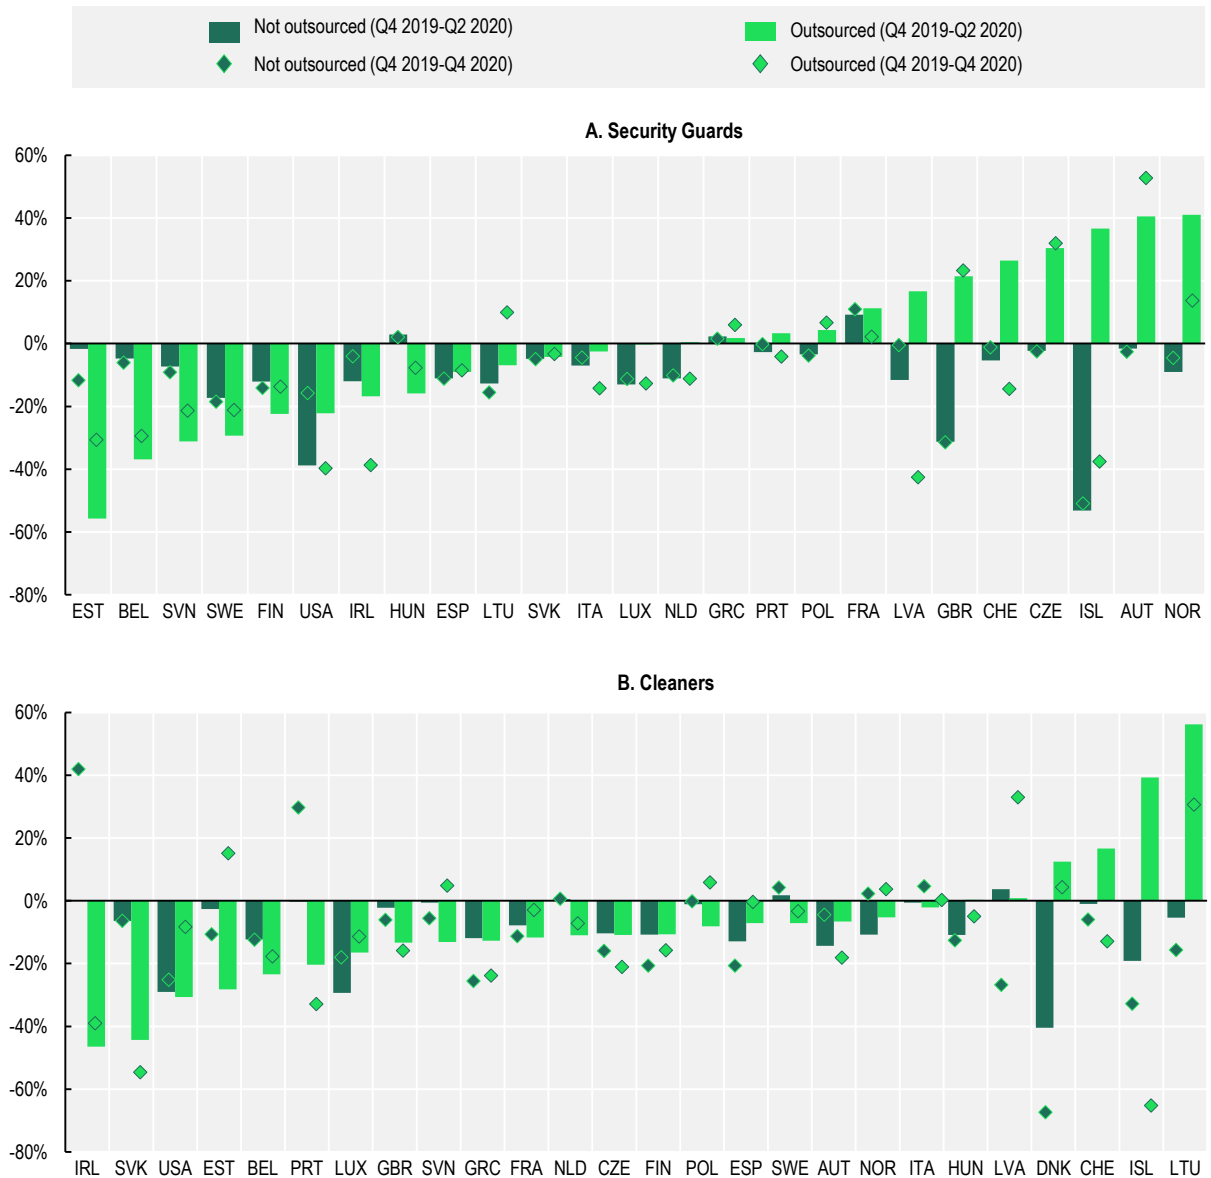 Not outsourced (Q4 2019-Q2 2020) Outsourced (Q4 2019-Q2 2020)
Not outsourced (Q4 2019-Q4 2020) Outsourced (Q4 2019-Q4 2020)
A. Security Guards
60%
40%
20%
0%
-20%
-40%
-60%
-80%
EST BEL SVN SWE FIN USA IRL HUN ESP LTU SVK ITA LUX NLD GRC PRT POL FRA LVA GBR CHE CZE ISL AUT NOR
B. Cleaners
60%
40%
20%
0%
-20%
-40%
-60%
-80%
IRL SVK USA EST BEL PRT LUX GBR SVN GRC FRA NLD CZE FIN POL ESP SWE AUT NOR ITA HUN LVA DNK CHE ISL LTU